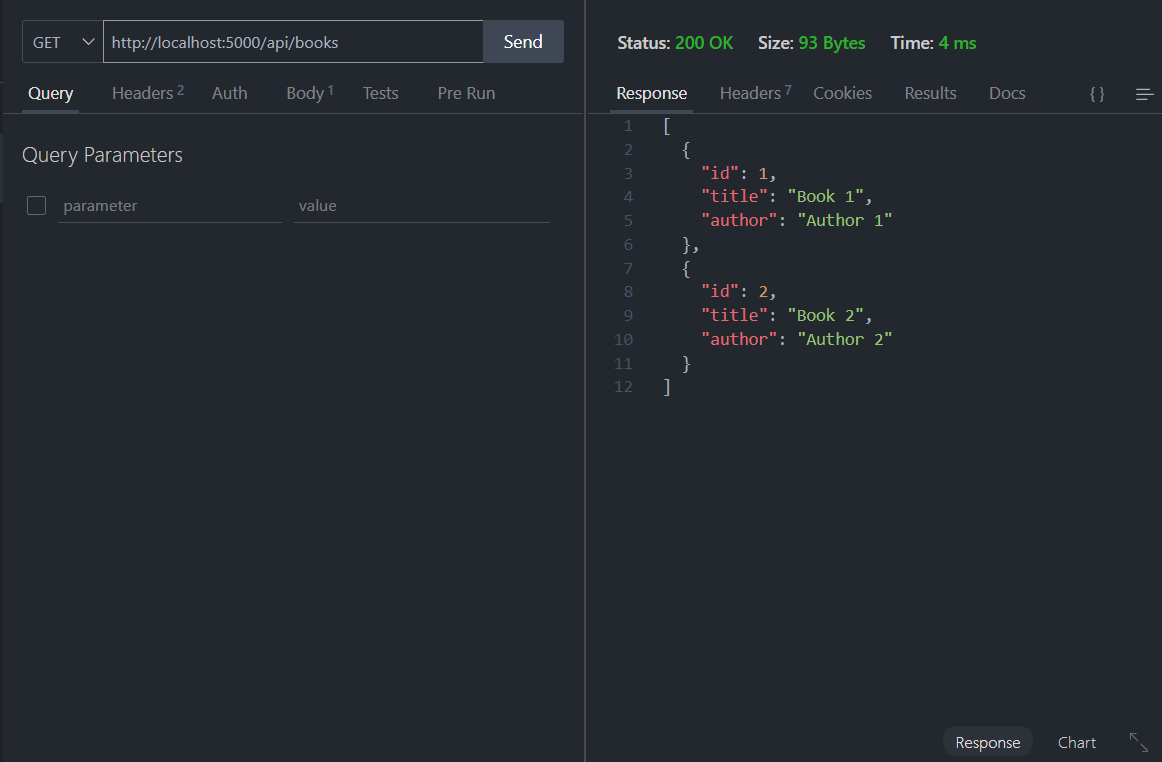 GET http://localhost:5000/api/books Send
Query Headers 2 Auth Body 1 Tests Pre Run
Query Parameters
parameter value
Status: 200 OK Size: 93 Bytes Time: 4 ms
Response Headers 7 Cookies Results Docs { }
1 [
2 {
3 "id": 1,
4 "title": "Book 1",
5 "author": "Author 1"
6 },
7 {
8 "id": 2,
9 "title": "Book 2",
10 "author": "Author 2"
11 }
12 ]
Response Chart